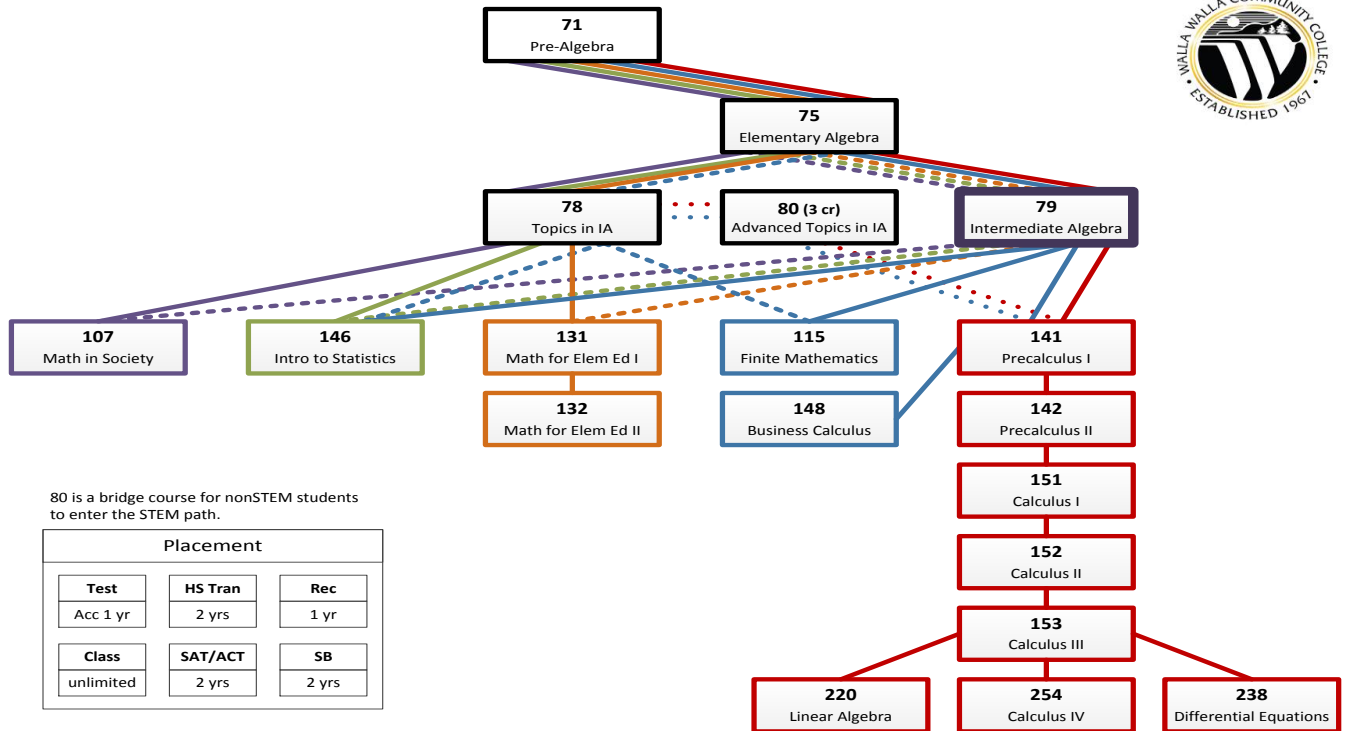 WALLA WALLA COMMUNITY COLLEGE
ESTABLISHED 1967
71
Pre-Algebra
75
Elementary Algebra
78
Topics in IA
80 (3 cr)
Advanced Topics in IA
79
Intermediate Algebra
107
Math in Society
146
Intro to Statistics
131
Math for Elem Ed I
115
Finite Mathematics
141
Precalculus I
132
Math for Elem Ed II
148
Business Calculus
142
Precalculus II
151
Calculus I
152
Calculus II
153
Calculus III
220
Linear Algebra
254
Calculus IV
238
Differential Equations
80 is a bridge course for nonSTEM students
to enter the STEM path.
Placement
Test
Acc 1 yr
HS Tran
2 yrs
Rec
1 yr
Class
unlimited
SAT/ACT
2 yrs
SB
2 yrs